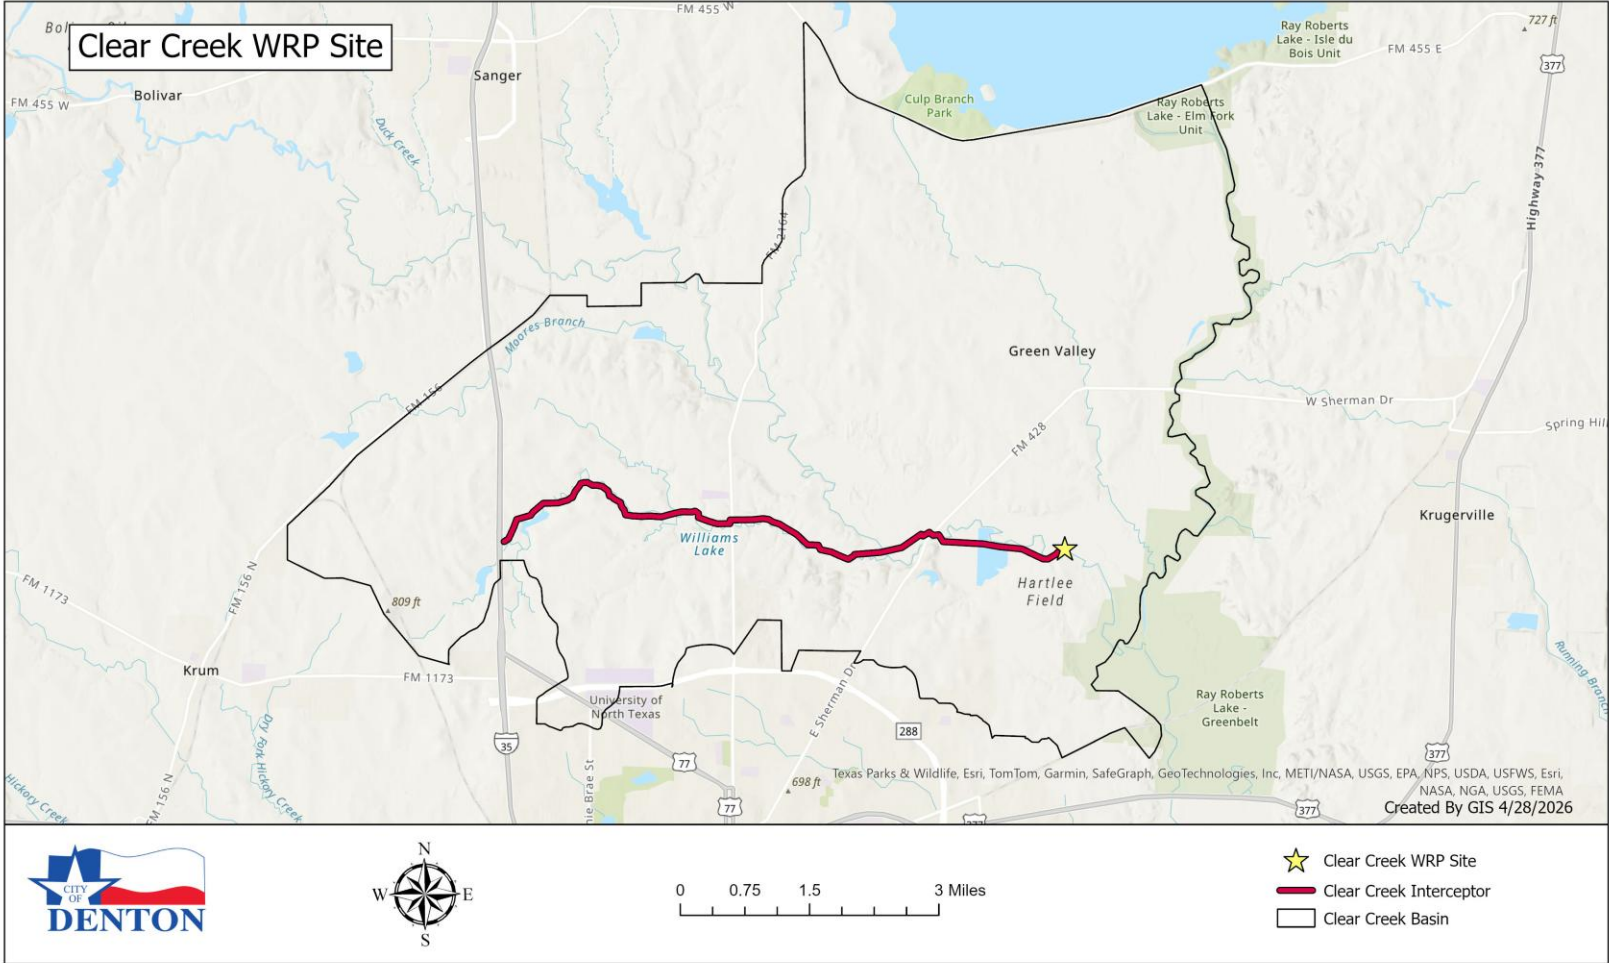 Clear Creek WRP Site
FM 455 W
Ray Roberts
Lake - Isle du
Bois Unit
727 ft
FM 455 E
377
Sanger
Bolivar
FM 455 W
Culp Branch
Park
Ray Roberts
Lake - Elm Fork
Unit
Duck Creek
Highway 377
FM 2164
Moores Branch
Green Valley
FM 156
W Sherman Dr
Spring Hill
FM 428
Krugerville
Williams
Lake
Hartlee
Field
FM 1173
FM 156 N
809 ft
Krum
FM 1173
University of
North Texas
E Sherman Dr
Ray Roberts
Lake -
Greenbelt
Running Branch
Dry Fork Hickory Creek
35
288
77
377
Hickory Creek
FM 156 N
nie Brae St
77
698 ft
377
377
Texas Parks & Wildlife, Esri, TomTom, Garmin, SafeGraph, GeoTechnologies, Inc, METI/NASA, USGS, EPA, NPS, USDA, USFWS, Esri,
NASA, NGA, USGS, FEMA
Created By GIS 4/28/2026
CITY
OF
DENTON
N
W E
S
0 0.75 1.5 3 Miles
Clear Creek WRP Site
Clear Creek Interceptor
Clear Creek Basin